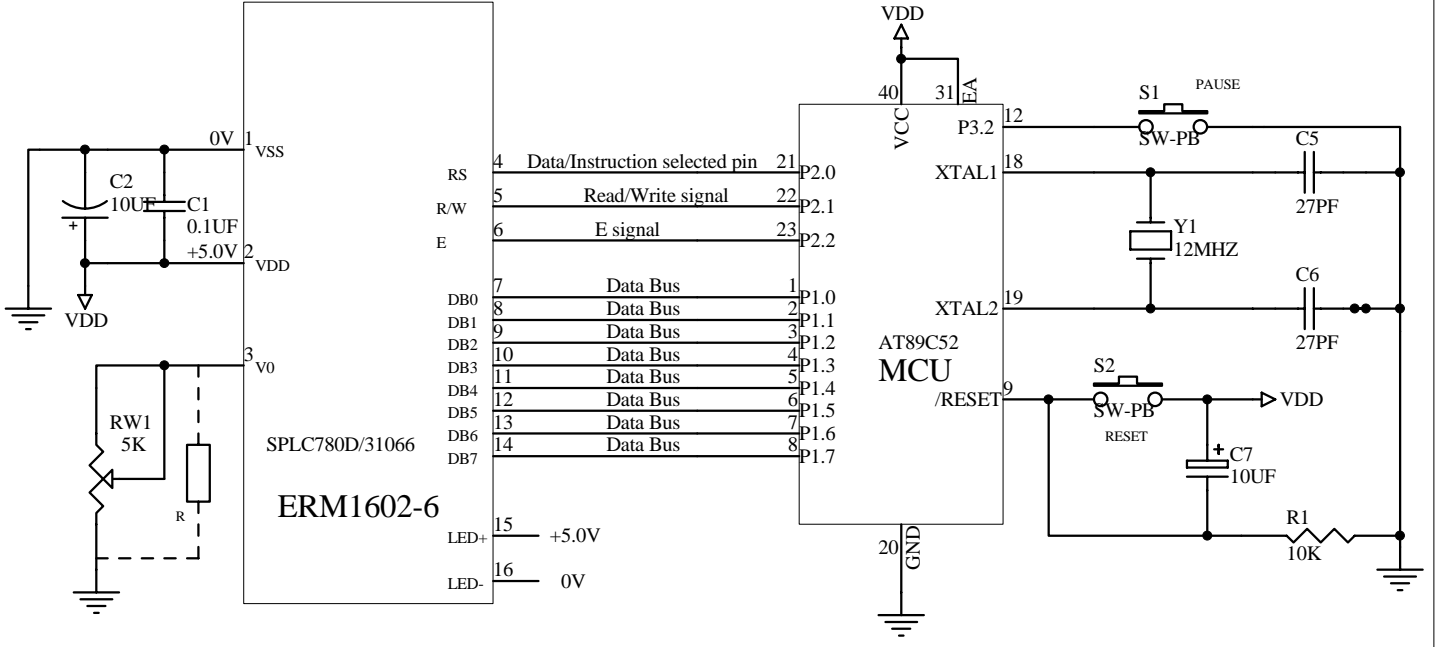 VDD
40
31
EA
VCC
S1
PAUSE
12
P3.2
SW-PB
C5
0V
1
VSS
4
Data/Instruction selected pin
21
P2.0
RS
18
XTAL1
C2
10UF
C1
0.1UF
5
Read/Write signal
22
P2.1
R/W
27PF
6
E signal
23
P2.2
E
Y1
12MHZ
+5.0V
2
VDD
VDD
C6
7
Data Bus
1
P1.0
DB0
19
XTAL2
8
Data Bus
2
P1.1
DB1
9
Data Bus
3
P1.2
DB2
AT89C52
MCU
27PF
3
V0
10
Data Bus
4
P1.3
DB3
11
Data Bus
5
P1.4
DB4
S2
12
Data Bus
6
P1.5
DB5
9
/RESET
SW-PB
VDD
RESET
RW1
5K
13
Data Bus
7
P1.6
DB6
SPLC780D/31066
14
Data Bus
8
P1.7
DB7
+
C7
10UF
ERM1602-6
R
15
LED+
+5.0V
16
LED-
0V
20
GND
R1
10K
+